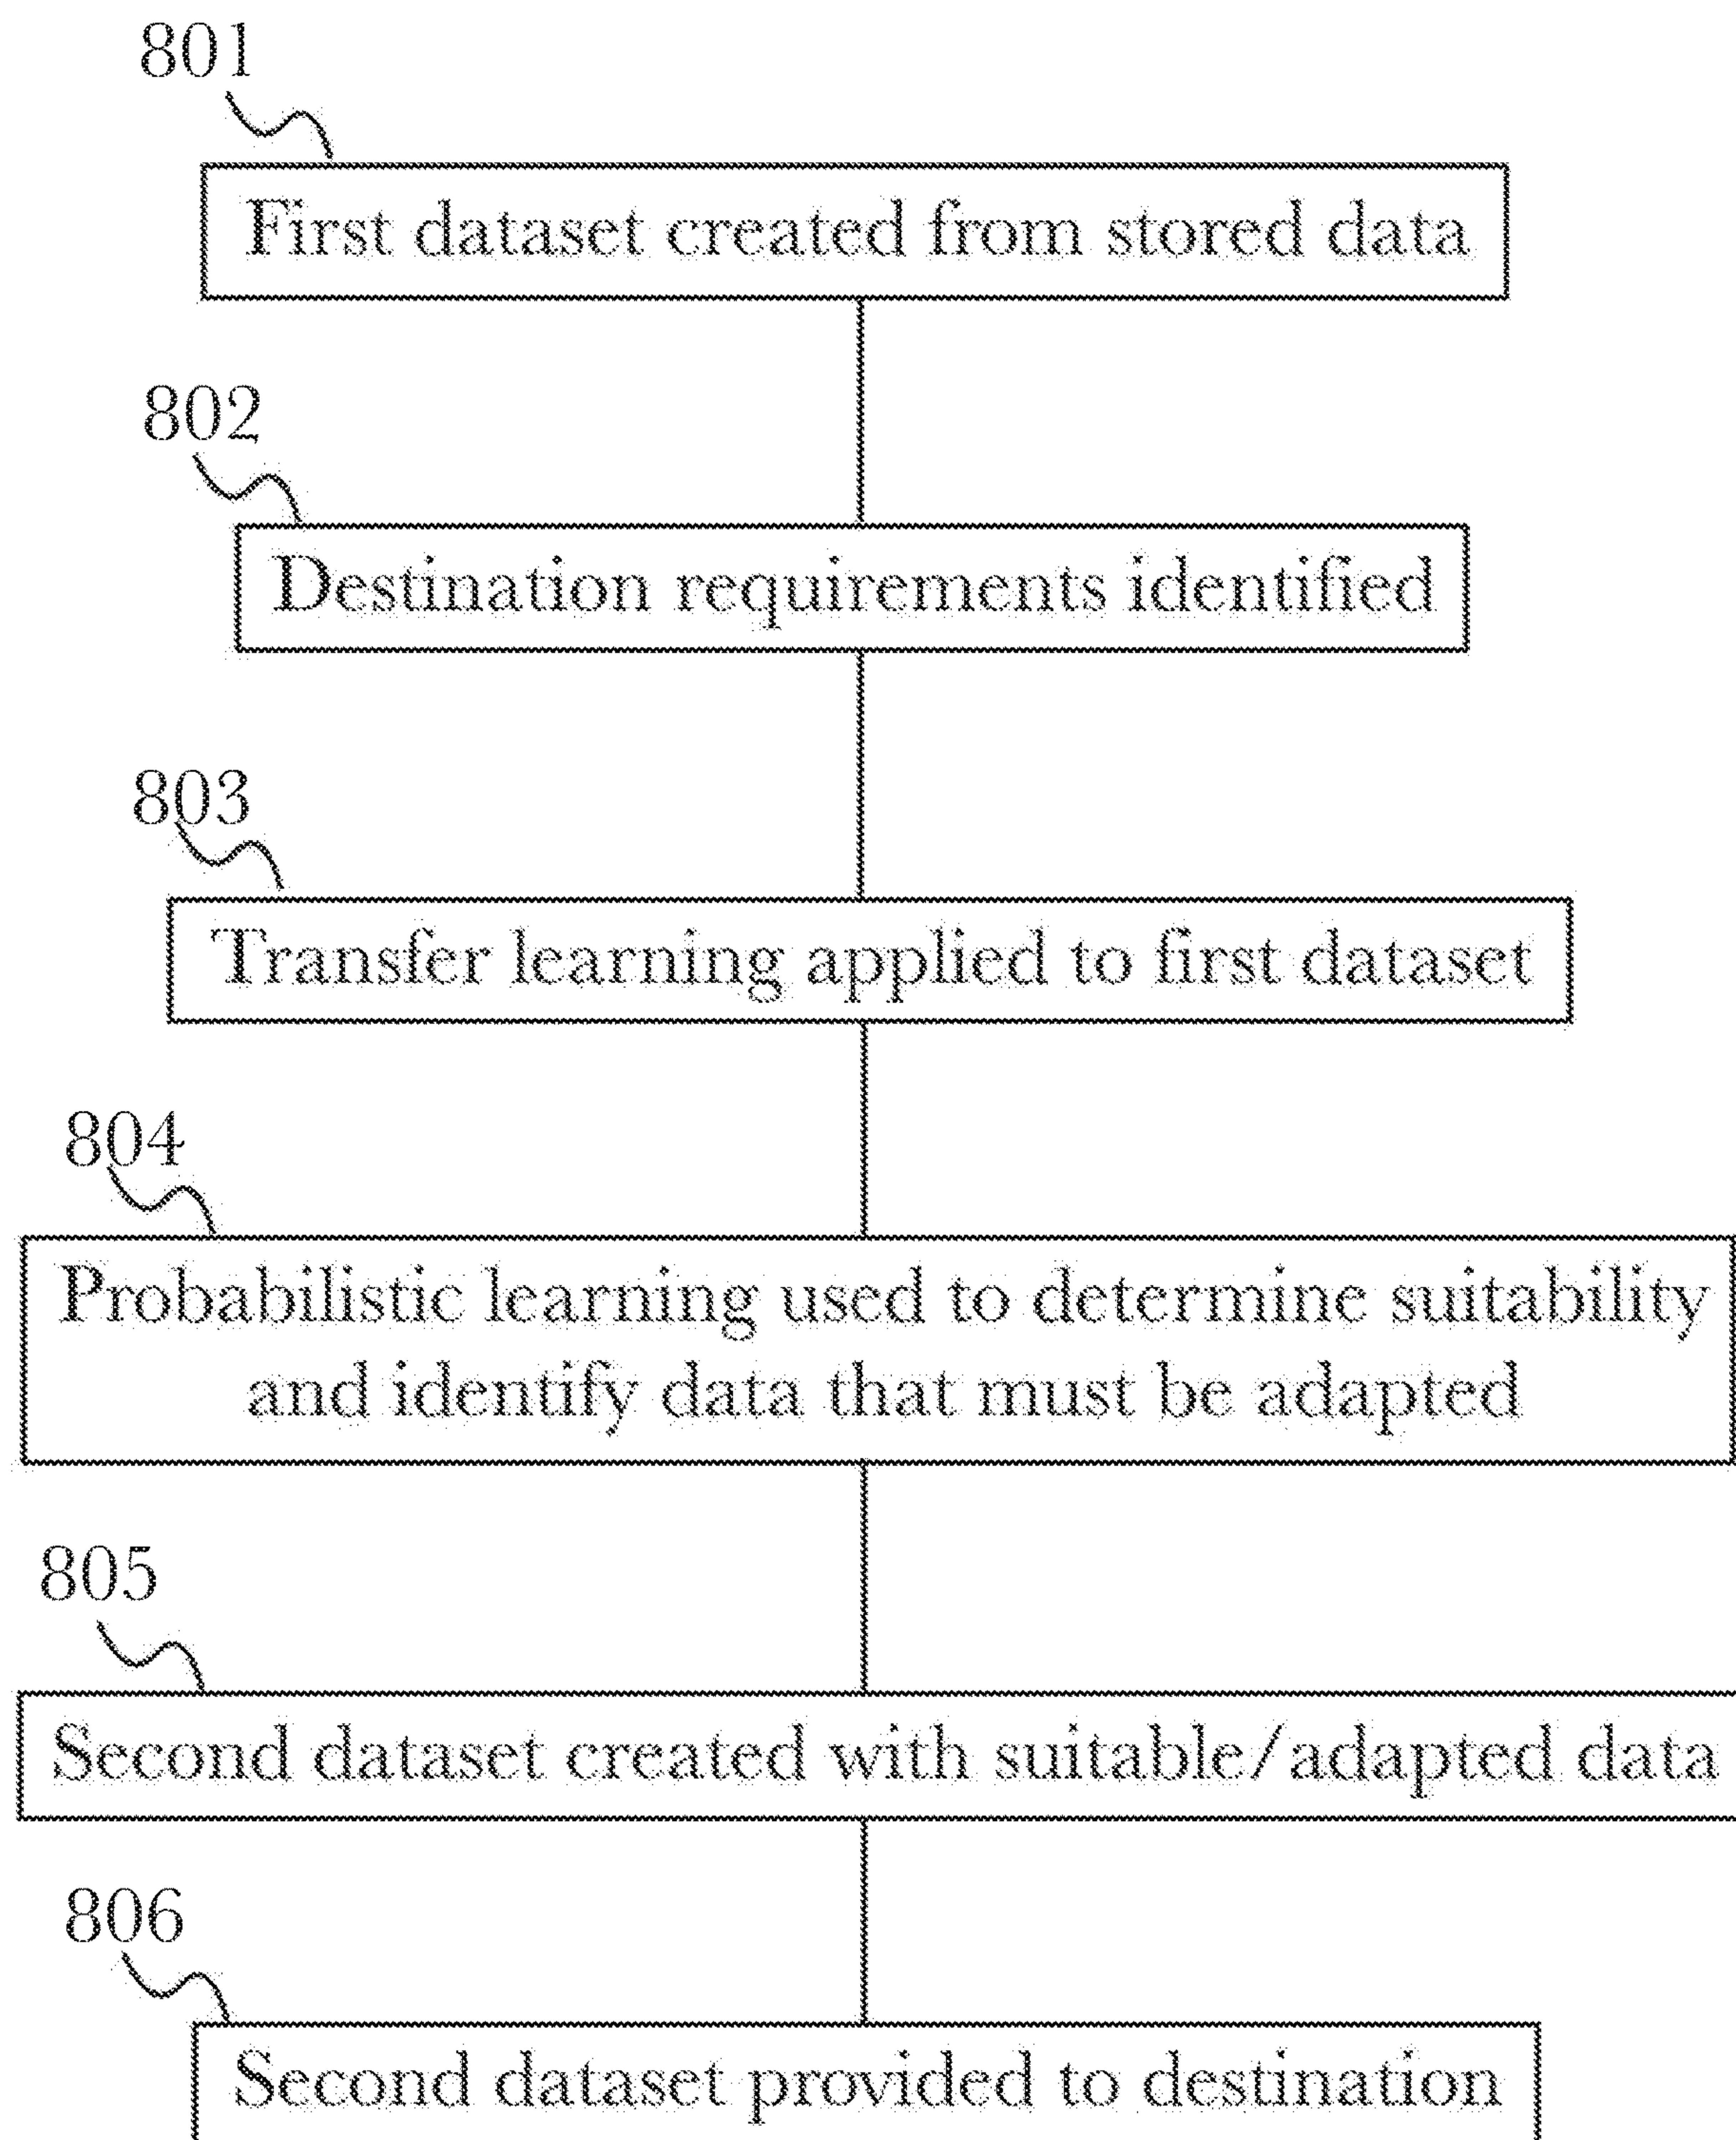 801
First dataset created from stored data
802
Destination requirements identified
803
Transfer learning applied to first dataset
804
Probabilistic learning used to determine suitability
and identify data that must be adapted
805
Second dataset created with suitable/adapted data
806
Second dataset provided to destination